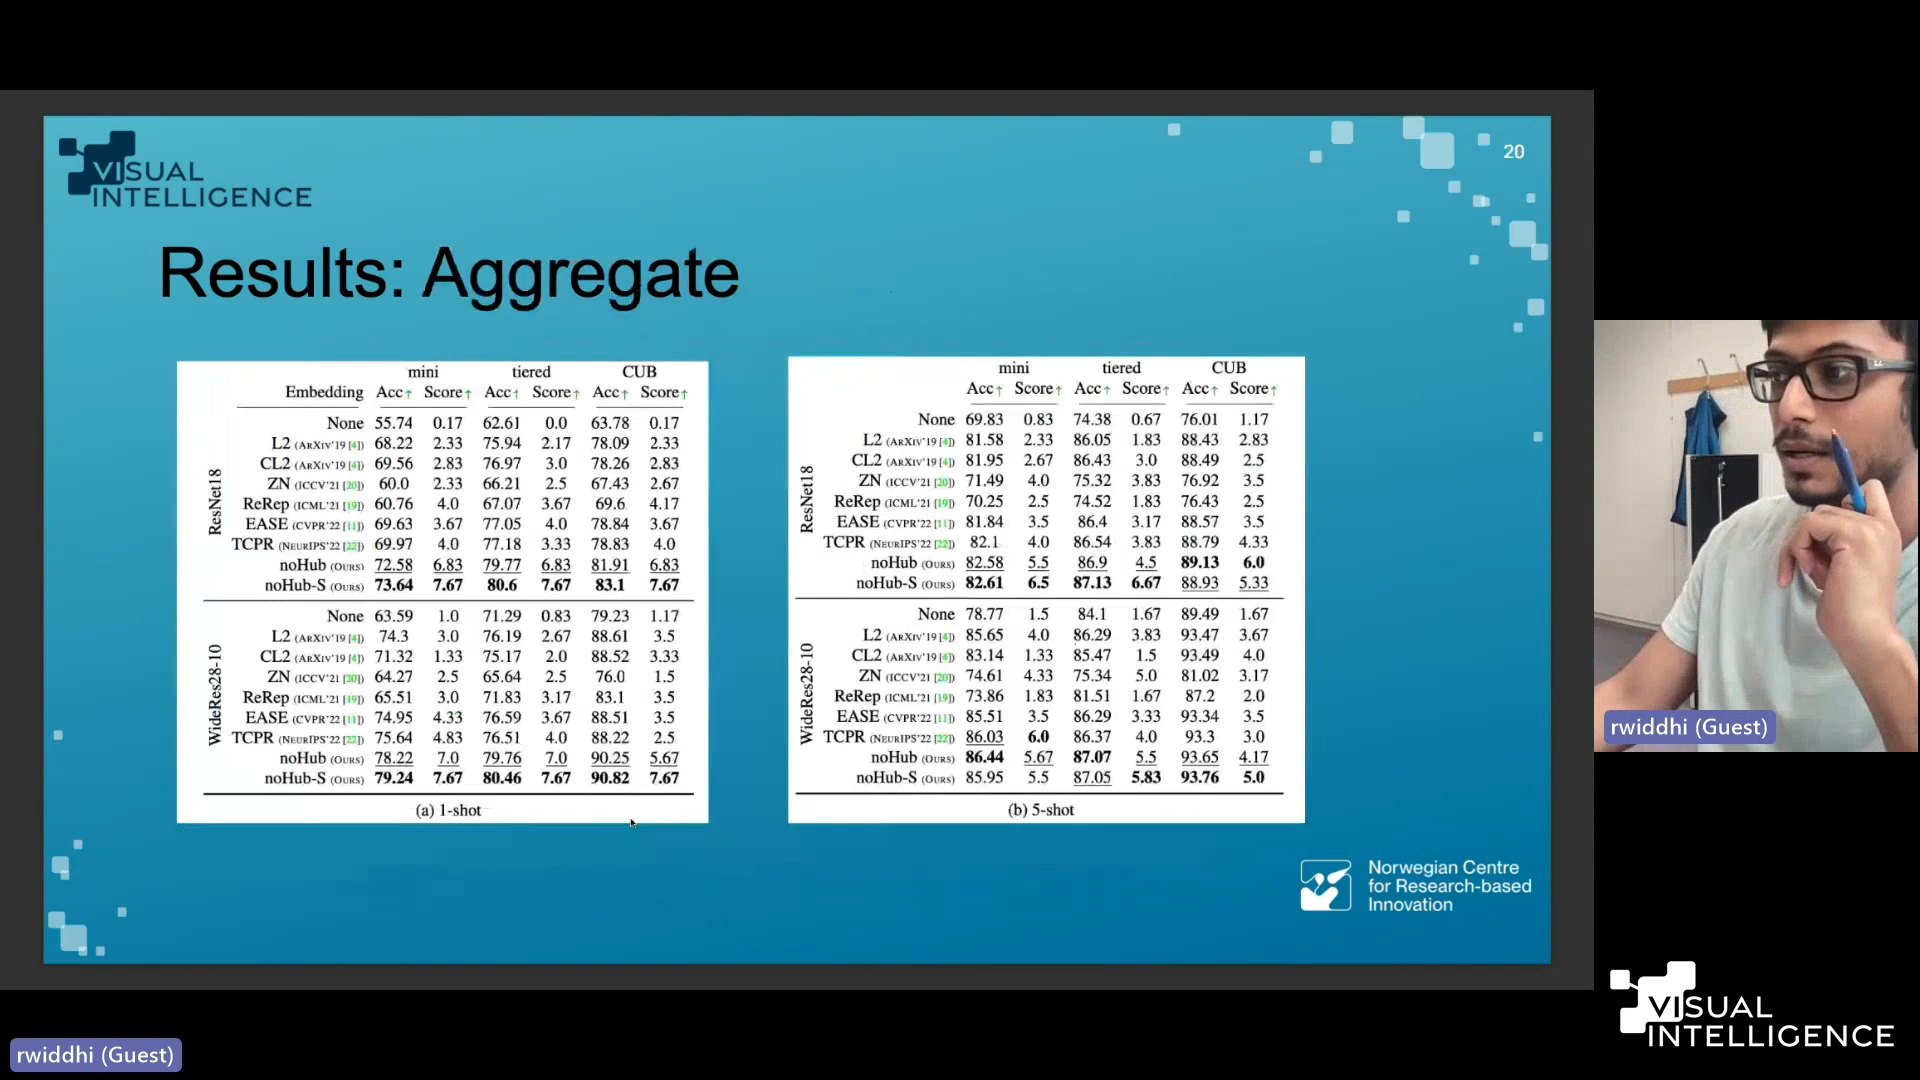 VISUAL
INTELLIGENCE
20
Results: Aggregate
mini tiered CUB
Embedding Acc↑ Score↑ Acc↑ Score↑ Acc↑ Score↑
ResNet18
None 55.74 0.17 62.61 0.0 63.78 0.17
L2 (ARXIV'19 [4]) 68.22 2.33 75.94 2.17 78.09 2.33
CL2 (ARXIV'19 [4]) 69.56 2.83 76.97 3.0 78.26 2.83
ZN (ICCV'21 [20]) 60.0 2.33 66.21 2.5 67.43 2.67
ReRep (ICML'21 [19]) 60.76 4.0 67.07 3.67 69.6 4.17
EASE (CVPR'22 [11]) 69.63 3.67 77.05 4.0 78.84 3.67
TCPR (NEURIPS'22 [22]) 69.97 4.0 77.18 3.33 78.83 4.0
noHub (OURS) 72.58 6.83 79.77 6.83 81.91 6.83
noHub-S (OURS) 73.64 7.67 80.6 7.67 83.1 7.67
WideRes28-10
None 63.59 1.0 71.29 0.83 79.23 1.17
L2 (ARXIV'19 [4]) 74.3 3.0 76.19 2.67 88.61 3.5
CL2 (ARXIV'19 [4]) 71.32 1.33 75.17 2.0 88.52 3.33
ZN (ICCV'21 [20]) 64.27 2.5 65.64 2.5 76.0 1.5
ReRep (ICML'21 [19]) 65.51 3.0 71.83 3.17 83.1 3.5
EASE (CVPR'22 [11]) 74.95 4.33 76.59 3.67 88.51 3.5
TCPR (NEURIPS'22 [22]) 75.64 4.83 76.51 4.0 88.22 2.5
noHub (OURS) 78.22 7.0 79.76 7.0 90.25 5.67
noHub-S (OURS) 79.24 7.67 80.46 7.67 90.82 7.67
(a) 1-shot
mini tiered CUB
Acc↑ Score↑ Acc↑ Score↑ Acc↑ Score↑
ResNet18
None 69.83 0.83 74.38 0.67 76.01 1.17
L2 (ARXIV'19 [4]) 81.58 2.33 86.05 1.83 88.43 2.83
CL2 (ARXIV'19 [4]) 81.95 2.67 86.43 3.0 88.49 2.5
ZN (ICCV'21 [20]) 71.49 4.0 75.32 3.83 76.92 3.5
ReRep (ICML'21 [19]) 70.25 2.5 74.52 1.83 76.43 2.5
EASE (CVPR'22 [11]) 81.84 3.5 86.4 3.17 88.57 3.5
TCPR (NEURIPS'22 [22]) 82.1 4.0 86.54 3.83 88.79 4.33
noHub (OURS) 82.58 5.5 86.9 4.5 89.13 6.0
noHub-S (OURS) 82.61 6.5 87.13 6.67 88.93 5.33
WideRes28-10
None 78.77 1.5 84.1 1.67 89.49 1.67
L2 (ARXIV'19 [4]) 85.65 4.0 86.29 3.83 93.47 3.67
CL2 (ARXIV'19 [4]) 83.14 1.33 85.47 1.5 93.49 4.0
ZN (ICCV'21 [20]) 74.61 4.33 75.34 5.0 81.02 3.17
ReRep (ICML'21 [19]) 73.86 1.83 81.51 1.67 87.2 2.0
EASE (CVPR'22 [11]) 85.51 3.5 86.29 3.33 93.34 3.5
TCPR (NEURIPS'22 [22]) 86.03 6.0 86.37 4.0 93.3 3.0
noHub (OURS) 86.44 5.67 87.07 5.5 93.65 4.17
noHub-S (OURS) 85.95 5.5 87.05 5.83 93.76 5.0
(b) 5-shot
Norwegian Centre
for Research-based
Innovation
rwiddhi (Guest)
VISUAL
INTELLIGENCE
rwiddhi (Guest)